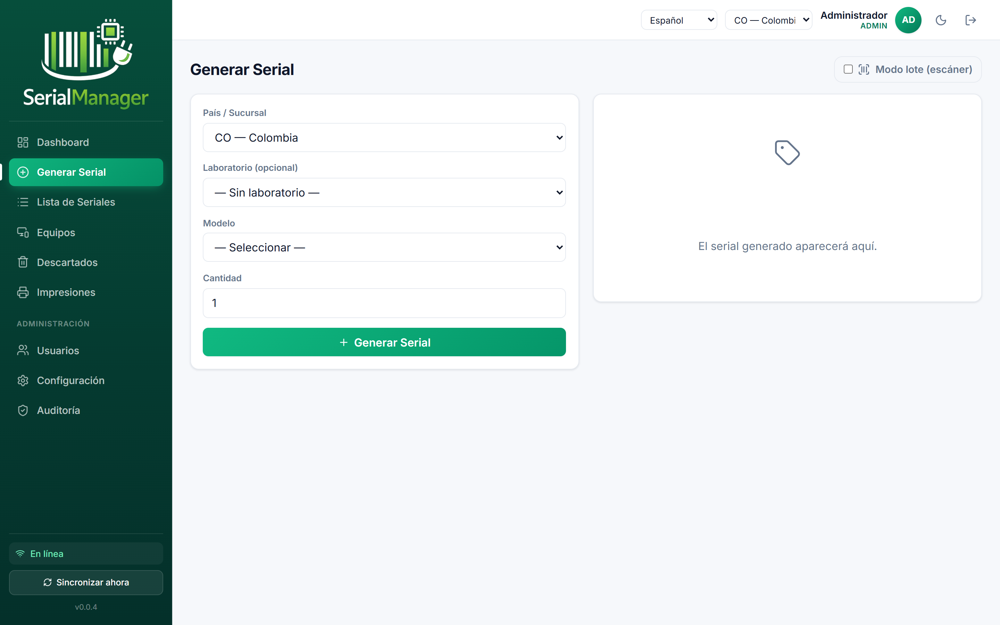 SerialManager
Dashboard
Generar Serial
Lista de Seriales
Equipos
Descartados
Impresiones
ADMINISTRACIÓN
Usuarios
Configuración
Auditoría
En línea
Sincronizar ahora
v0.0.4
Español
CO — Colombi
Administrador
ADMIN
AD
Generar Serial
Modo lote (escáner)
País / Sucursal
CO — Colombia
Laboratorio (opcional)
— Sin laboratorio —
Modelo
— Seleccionar —
Cantidad
1
+ Generar Serial
El serial generado aparecerá aquí.